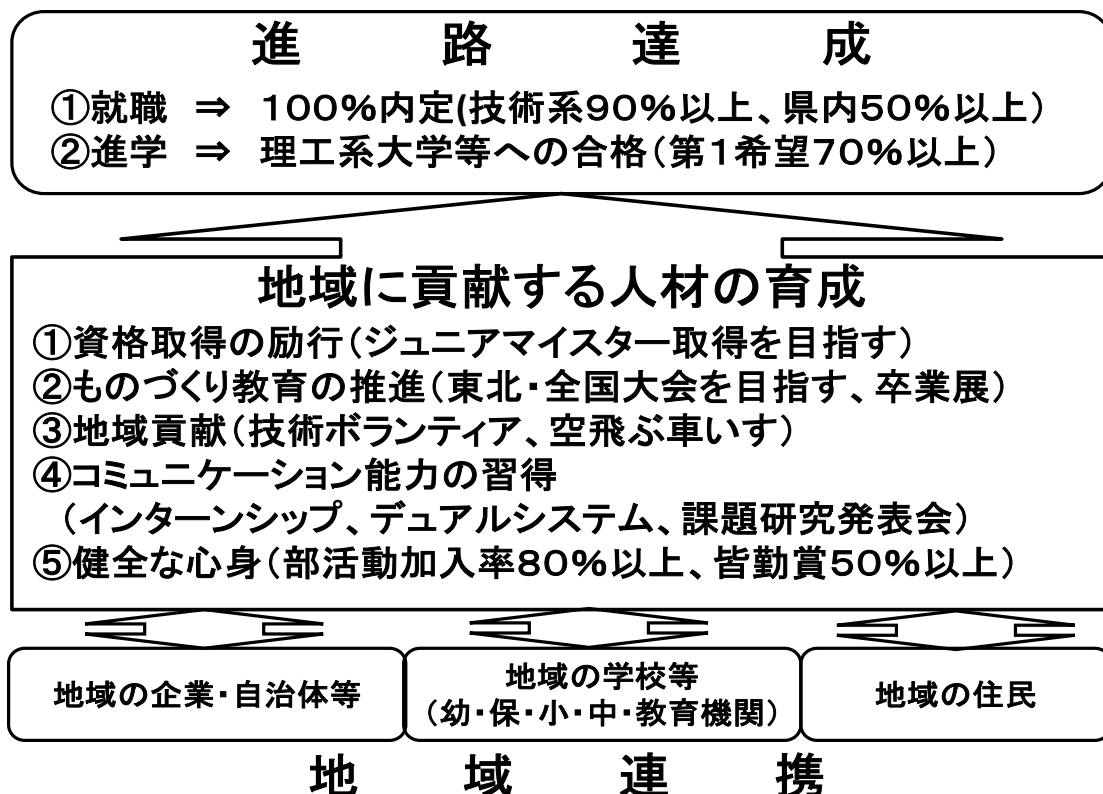 進路達成
①就職 ⇒ 100%内定(技術系90%以上、県内50%以上)
②進学 ⇒ 理工系大学等への合格(第1希望70%以上)
地域に貢献する人材の育成
①資格取得の励行(ジュニアマイスター取得を目指す)
②ものづくり教育の推進(東北・全国大会を目指す、卒業展)
③地域貢献(技術ボランティア、空飛ぶ車いす)
④コミュニケーション能力の習得
(インターンシップ、デュアルシステム、課題研究発表会)
⑤健全な心身(部活動加入率80%以上、皆勤賞50%以上)
地域の企業・自治体等
地域の学校等
(幼・保・小・中・教育機関)
地域の住民
地域連携